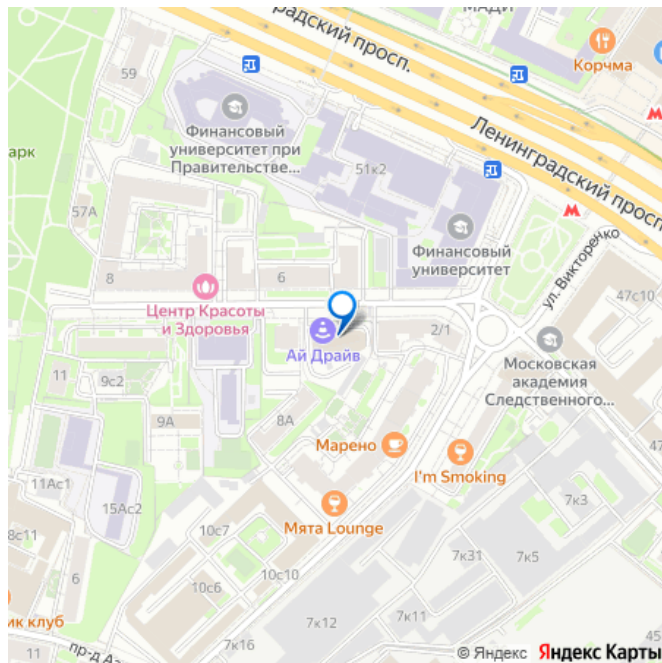 МАДИ
Корчма
градский просп.
59
Финансовый
университет при
Правительстве...
51к2
Ленинградский просп.
арк
57А
Финансовый
университет
ул. Викторенко
8
6
47с10
Центр Красоты
и Здоровья
2/1
Ай Драйв
Московская
академия
Следственного...
11
9с2
9А
8А
Марено
I'm Smoking
11Ас1
15Ас2
7к3
10с7
Мята Lounge
8с11
7к31
7к5
6
10с6
10с10
ик клуб
7к12
7к11
45
11
пр-д А
7к16
© Яндекс Яндекс Карты